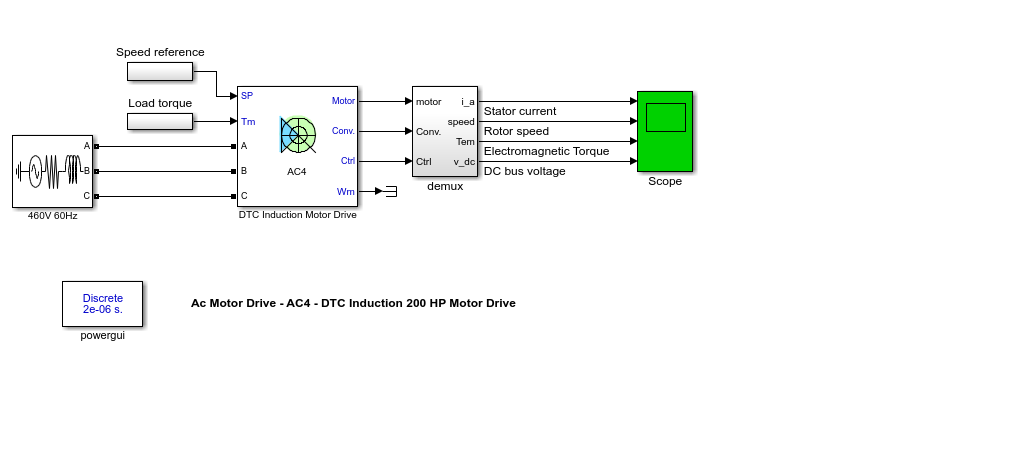 Speed reference
Load torque
SP
Tm
A
B
C
A
B
C
460V 60Hz
Motor
Conv.
Ctrl
Wm
AC4
DTC Induction Motor Drive
motor
Conv.
Ctrl
i_a
speed
Tem
v_dc
demux
Stator current
Rotor speed
Electromagnetic Torque
DC bus voltage
Scope
Discrete
2e-06 s.
powergui
Ac Motor Drive - AC4 - DTC Induction 200 HP Motor Drive